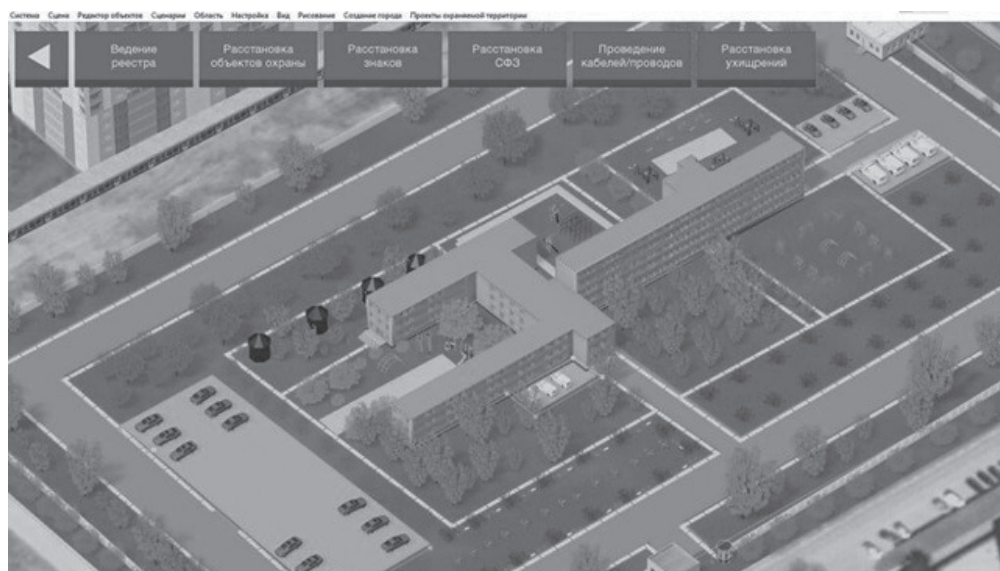 Система Сцена Редактор объектов Сценарии Область Настройка Вид Рисование Создание города Проекты охраняемой территории
Ведение
реестра
Расстановка
объектов охраны
Расстановка
знаков
Расстановка
СФЗ
Проведение
кабелей/проводов
Расстановка
ухищрений